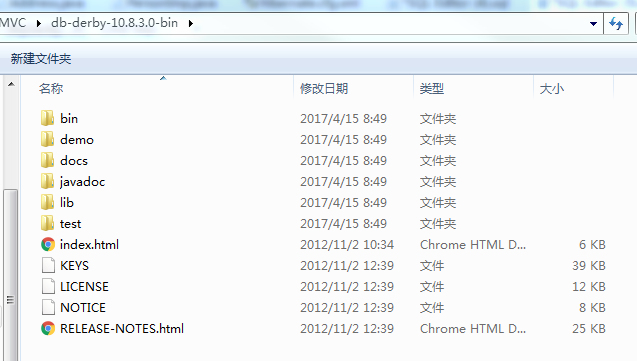 MVC ▸ db-derby-10.8.3.0-bin ▸
新建文件夹
名称 修改日期 类型 大小
bin 2017/4/15 8:49 文件夹
demo 2017/4/15 8:49 文件夹
docs 2017/4/15 8:49 文件夹
javadoc 2017/4/15 8:49 文件夹
lib 2017/4/15 8:49 文件夹
test 2017/4/15 8:49 文件夹
index.html 2012/11/2 10:34 Chrome HTML D... 6 KB
KEYS 2012/11/2 12:39 文件 39 KB
LICENSE 2012/11/2 12:39 文件 12 KB
NOTICE 2012/11/2 12:39 文件 8 KB
RELEASE-NOTES.html 2012/11/2 12:39 Chrome HTML D... 25 KB